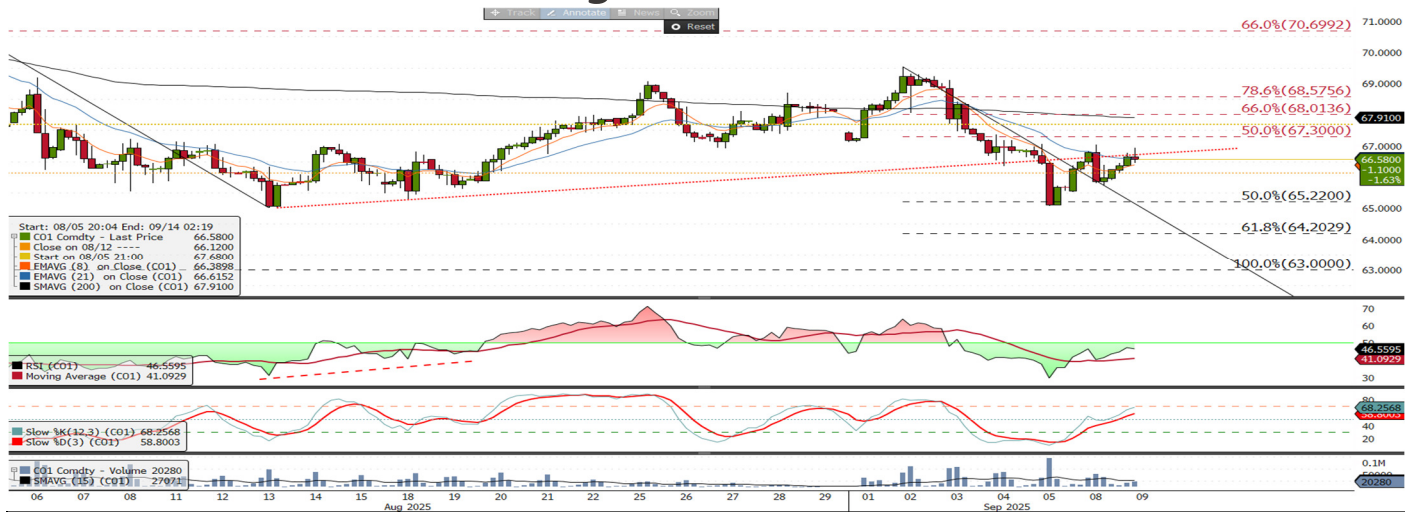 Track Annotate News Zoom
Reset
71.0000
66.0%(70.6992)
70.0000
69.0000
78.6%(68.5756)
66.0%(68.0136)
67.9100
50.0%(67.3000)
67.0000
66.5800
-1.1000
-1.63%
50.0%(65.2200)
65.0000
61.8%(64.2029)
64.0000
100.0%(63.0000)
63.0000
Start: 08/05 20:04 End: 09/14 02:19
CO1 Comdty - Last Price 66.5800
Close on 08/12 ---- 66.1200
Start on 08/05 21:00 67.6800
EMAVG (8) on Close (CO1) 66.3898
EMAVG (21) on Close (CO1) 66.6152
SMAVG (200) on Close (CO1) 67.9100
70
60
50
46.5595
41.0929
30
RSI (CO1) 46.5595
Moving Average (CO1) 41.0929
80
68.2568
58.8003
40
20
Slow %K(12,3) (CO1) 68.2568
Slow %D(3) (CO1) 58.8003
CO1 Comdty - Volume 20280
SMAVG (15) (CO1) 27071
0.1M
50000
20280
06 07 08 11 12 13 14 15 18 19 20 21 22 25 26 27 28 29 01 02 03 04 05 08 09
Aug 2025 Sep 2025